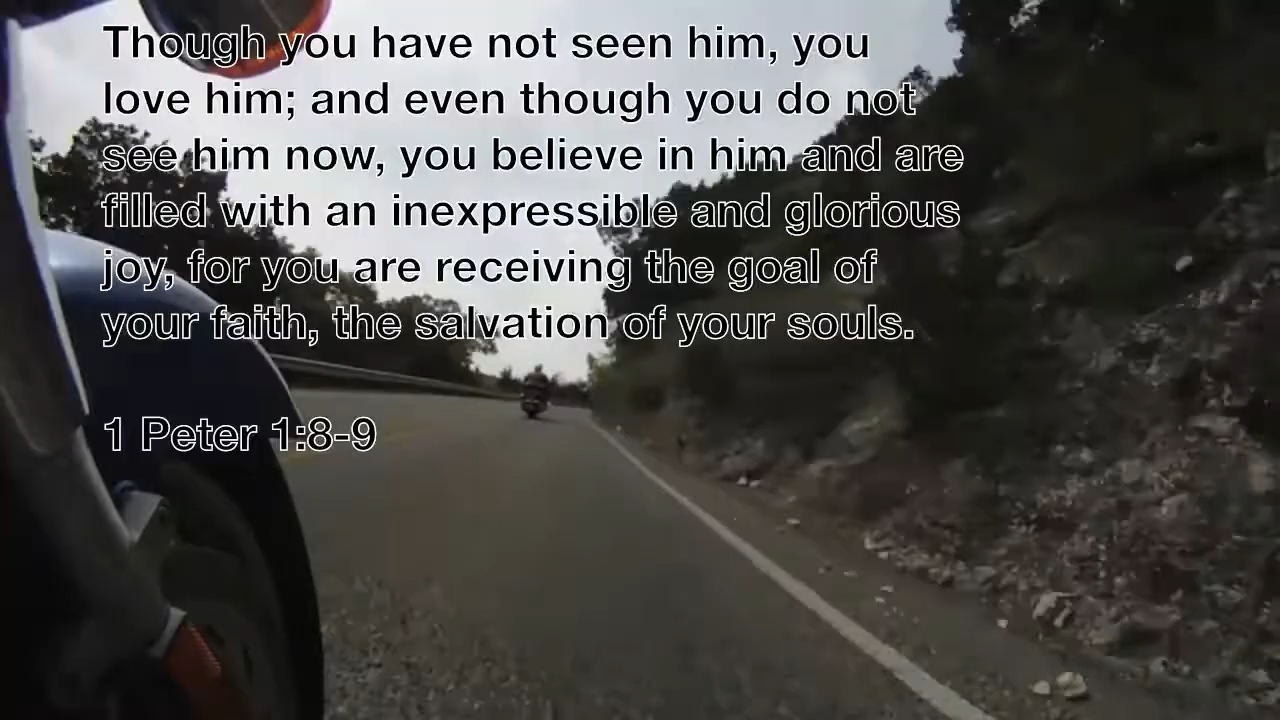 Though you have not seen him, you
love him; and even though you do not
see him now, you believe in him and are
filled with an inexpressible and glorious
joy, for you are receiving the goal of
your faith, the salvation of your souls.
1 Peter 1:8-9